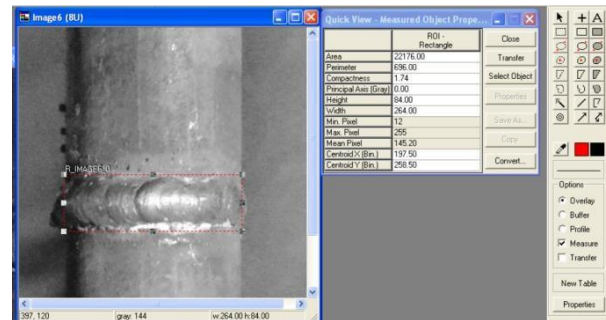 Image6 (8U)
R_IMAGE6_0
397, 120 gray: 144 w:264.00 h:84.00
Quick View - Measured Object Prope...
ROI -
Rectangle
Area 22176.00
Perimeter 696.00
Compactness 1.74
Principal Axis (Gray) 0.00
Height 84.00
Width 264.00
Min. Pixel 12
Max. Pixel 255
Mean Pixel 145.20
Centroid X (Bin.) 197.50
Centroid Y (Bin.) 258.50
Close
Transfer
Select Object
Properties
Save As...
Copy
Convert...
A
Options
Overlay
Buffer
Profile
Measure
Transfer
New Table
Properties